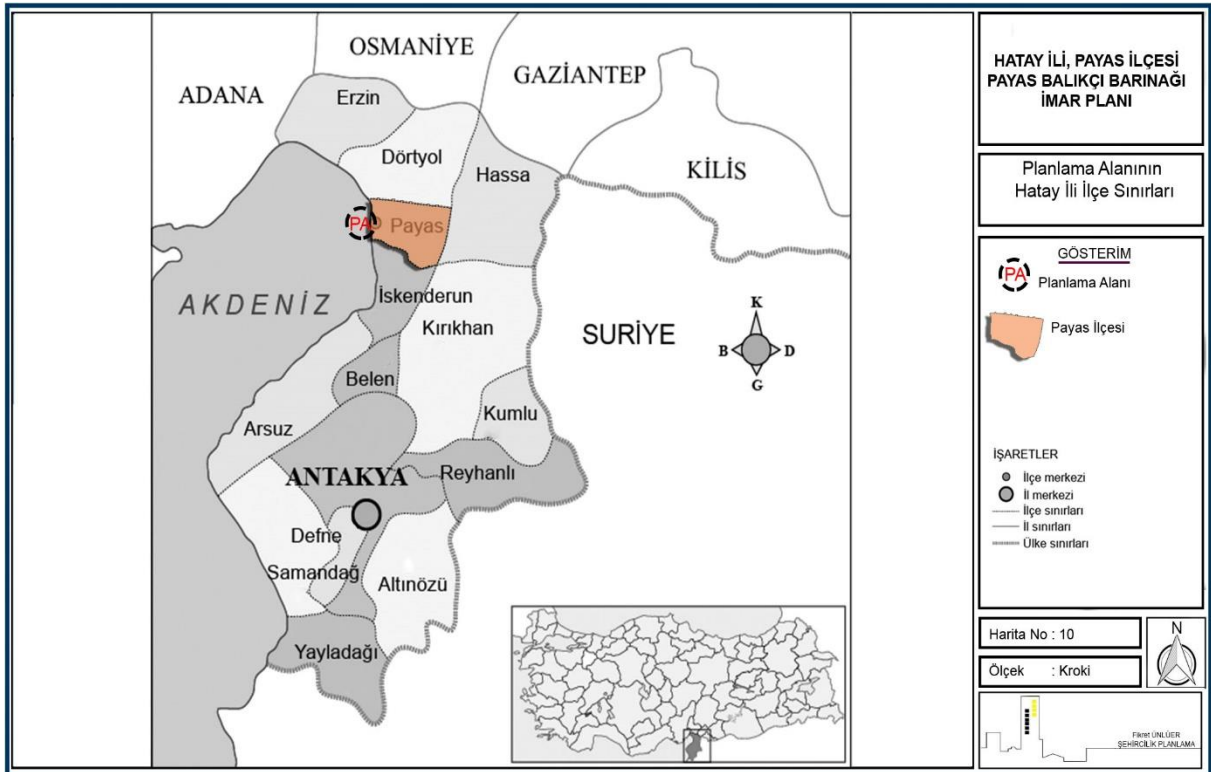 OSMANİYE
GAZİANTEP
ADANA
Erzin
Dörtyol
Hassa
KİLİS
PA
Payas
AKDENİZ
İskenderun
Kırıkhan
SURİYE
K
B
D
G
Belen
Kumlu
Arsuz
Reyhanlı
ANTAKYA
Defne
Samandağ
Altınözü
Yayladağı
HATAY İLİ, PAYAS İLÇESİ
PAYAS BALIKÇI BARINAĞI
İMAR PLANI
Planlama Alanının
Hatay İli İlçe Sınırları
GÖSTERİM
PA
Planlama Alanı
Payas İlçesi
İŞARETLER
İlçe merkezi
İl merkezi
İlçe sınırları
İl sınırları
Ülke sınırları
Harita No : 10
Ölçek : Kroki
N
Fikret ÜNLÜER
ŞEHİRCİLİK PLANLAMA